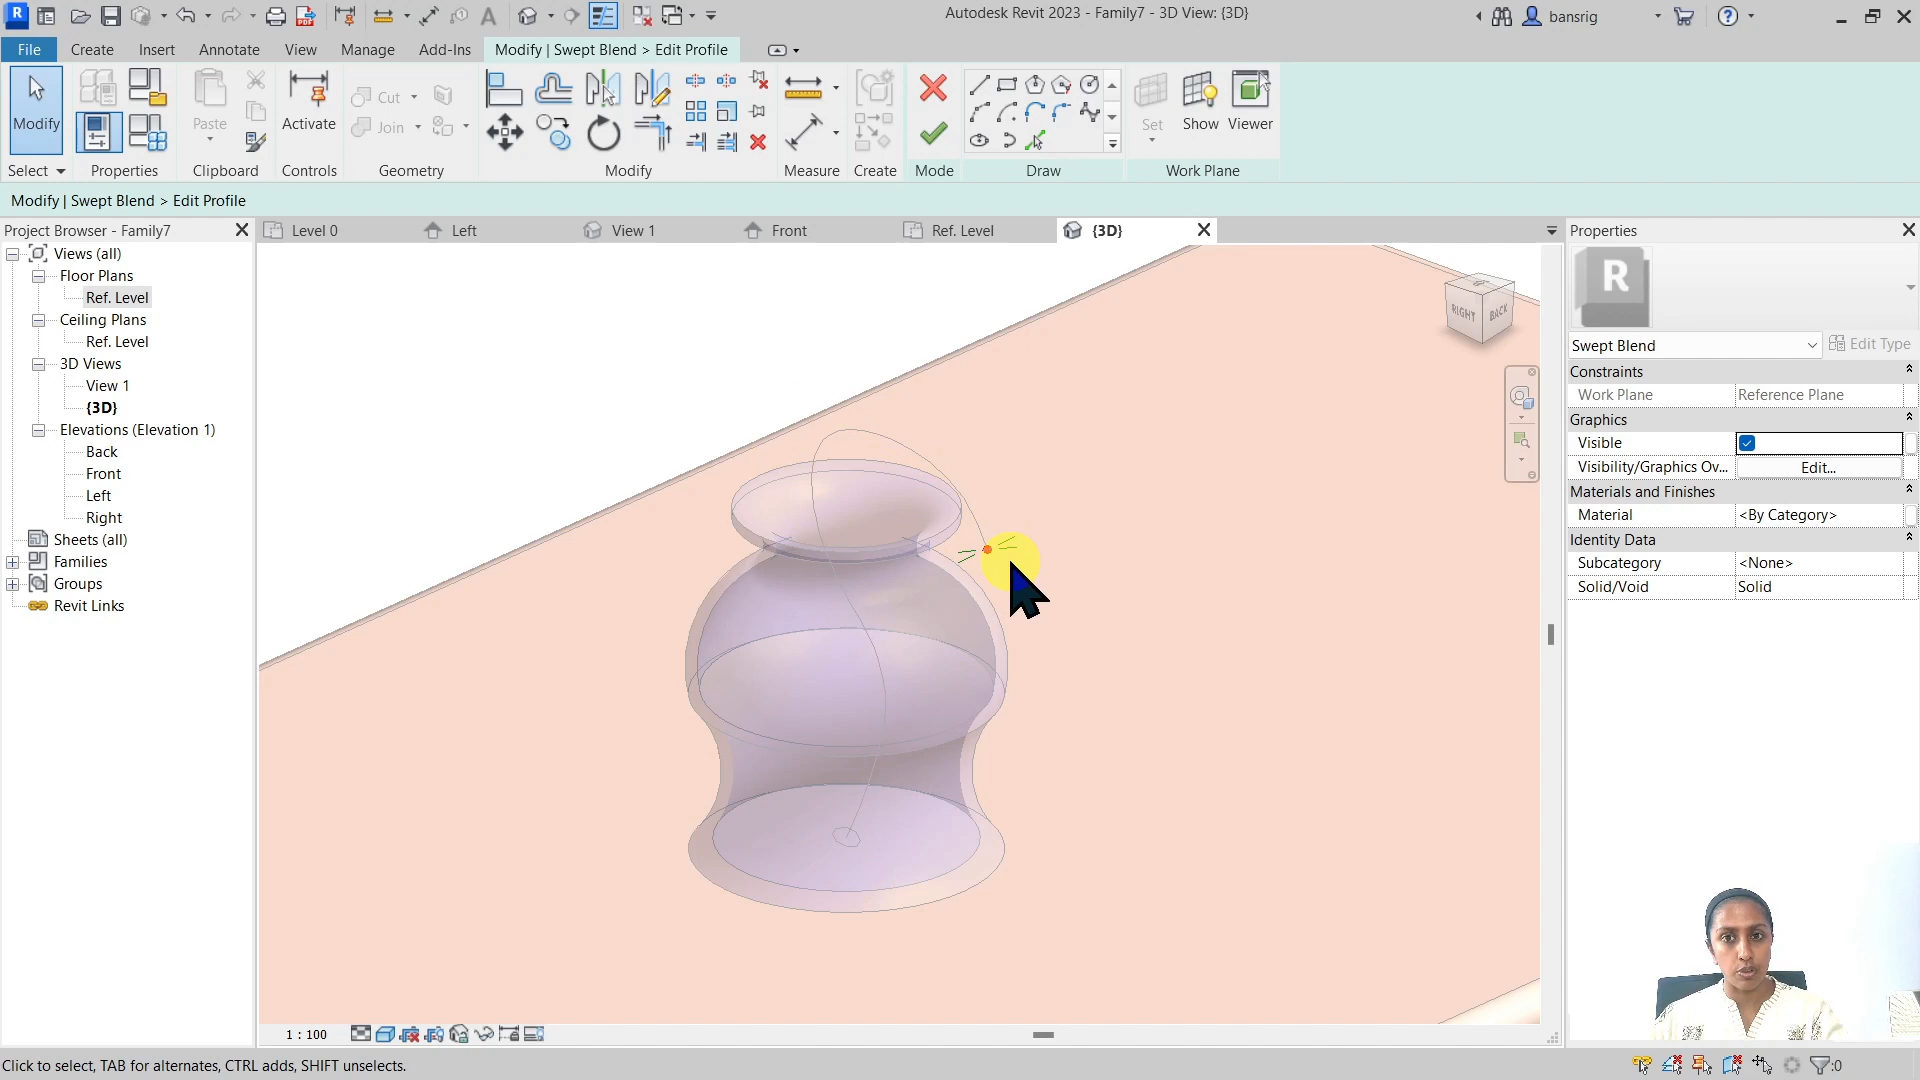 Autodesk Revit 2023 - Family7 - 3D View: {3D}
bansrig
File
Create
Insert
Annotate
View
Manage
Add-Ins
Modify | Swept Blend > Edit Profile
Modify
Paste
Activate
Cut
Join
Set
Show
Viewer
Select
Properties
Clipboard
Controls
Geometry
Modify
Measure
Create
Mode
Draw
Work Plane
Modify | Swept Blend > Edit Profile
Project Browser - Family7
Level 0
Left
View 1
Front
Ref. Level
{3D}
Properties
Views (all)
Floor Plans
Ref. Level
Ceiling Plans
Ref. Level
3D Views
View 1
{3D}
Elevations (Elevation 1)
Back
Front
Left
Right
Sheets (all)
Families
Groups
Revit Links
RIGHT
BACK
R
Swept Blend
Edit Type
Constraints
Work Plane
Reference Plane
Graphics
Visible
Visibility/Graphics Ov...
Edit...
Materials and Finishes
Material
<By Category>
Identity Data
Subcategory
<None>
Solid/Void
Solid
1 : 100
Click to select, TAB for alternates, CTRL adds, SHIFT unselects.
:0